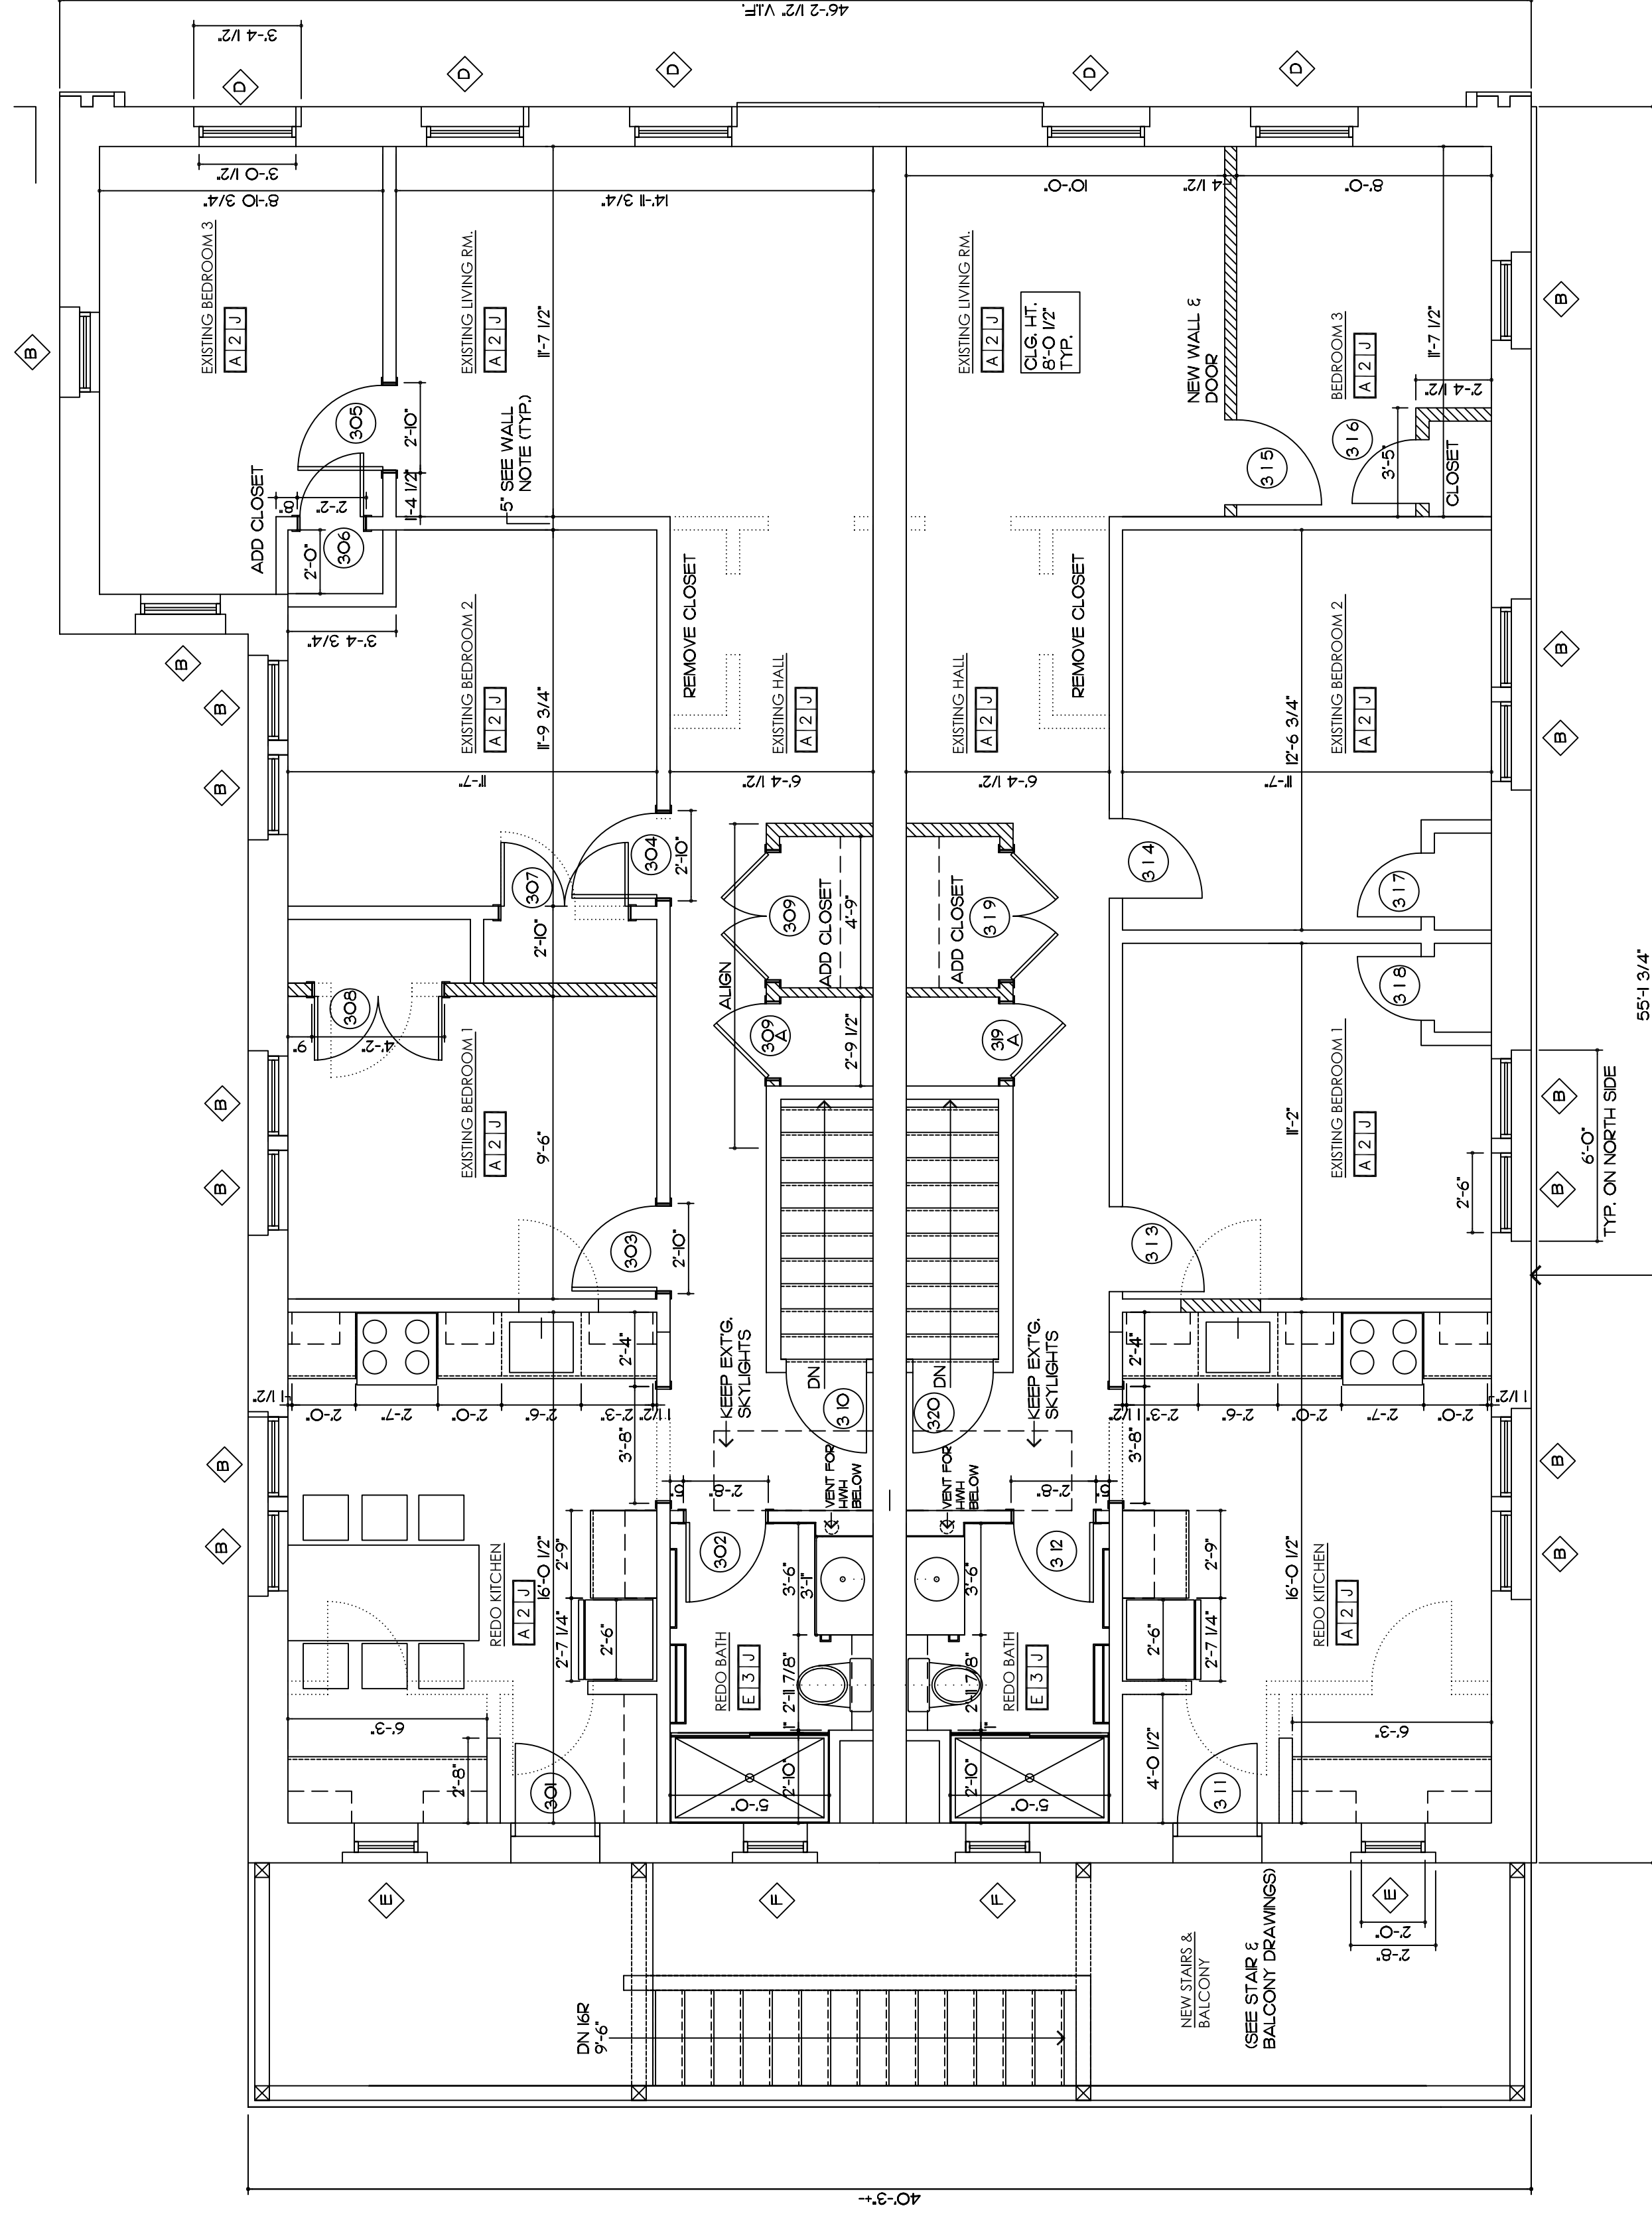 46'-2 1/2" V.I.F.
3'-4 1/2"
D
D
D
D
D
3'-0 1/2"
8'-10 3/4"
14'-11 3/4"
10'-0"
4 1/2"
8'-0"
B
EXISTING BEDROOM 3
A 2 J
EXISTING LIVING RM.
A 2 J
11'-7 1/2"
EXISTING LIVING RM.
A 2 J
CLG. HT.
8'-0 1/2"
TYP.
NEW WALL &
DOOR
BEDROOM 3
A 2 J
11'-7 1/2"
2'-4 1/2"
B
305
2'-10"
1'-4 1/2"
5" SEE WALL
NOTE (TYP.)
315
316
3'-5"
CLOSET
ADD CLOSET
8"
2'-2"
306
2'-0"
3'-4 3/4"
B
B
B
EXISTING BEDROOM 2
A 2 J
11'-9 3/4"
11'-7"
REMOVE CLOSET
EXISTING HALL
A 2 J
6'-4 1/2"
EXISTING HALL
A 2 J
6'-4 1/2"
REMOVE CLOSET
12'-6 3/4"
11'-7"
EXISTING BEDROOM 2
A 2 J
B
B
307
2'-10"
304
2'-10"
ALIGN
309
ADD CLOSET
4'-9"
ADD CLOSET
319
314
317
318
308
9"
4'-2"
309
A
2'-9 1/2"
319
A
EXISTING BEDROOM 1
A 2 J
9'-6"
B
B
303
2'-10"
313
11'-2"
EXISTING BEDROOM 1
A 2 J
B
B
2'-6"
6'-0"
TYP. ON NORTH SIDE
55'-1 3/4"
1 1/2"
2'-0"
2'-7"
2'-0"
2'-6"
2'-3"
1 1/2"
2'-4"
3'-8"
KEEP EXT'G.
SKYLIGHTS
DN
310
DN
320
KEEP EXT'G.
SKYLIGHTS
2'-4"
3'-8"
1 1/2"
2'-3"
2'-6"
2'-0"
2'-7"
2'-0"
1 1/2"
B
B
6"
2'-8"
VENT FOR
HWH
BELOW
VENT FOR
HWH
BELOW
2'-8"
6"
B
B
REDO KITCHEN
A 2 J
16'-0 1/2"
2'-9"
2'-7 1/4"
2'-6"
302
3'-6"
3'-1"
3'-6"
312
2'-9"
2'-7 1/4"
2'-6"
16'-0 1/2"
REDO KITCHEN
A 2 J
REDO BATH
E 3 J
2'-11 7/8"
1"
2'-11 7/8"
1"
REDO BATH
E 3 J
6'-3"
2'-8"
301
5'-0"
2'-10"
2'-10"
5'-0"
4'-0 1/2"
311
6'-3"
E
F
F
E
2'-0"
2'-8"
DN 16R
9'-6"
NEW STAIRS &
BALCONY
(SEE STAIR &
BALCONY DRAWINGS)
40'-3"+-